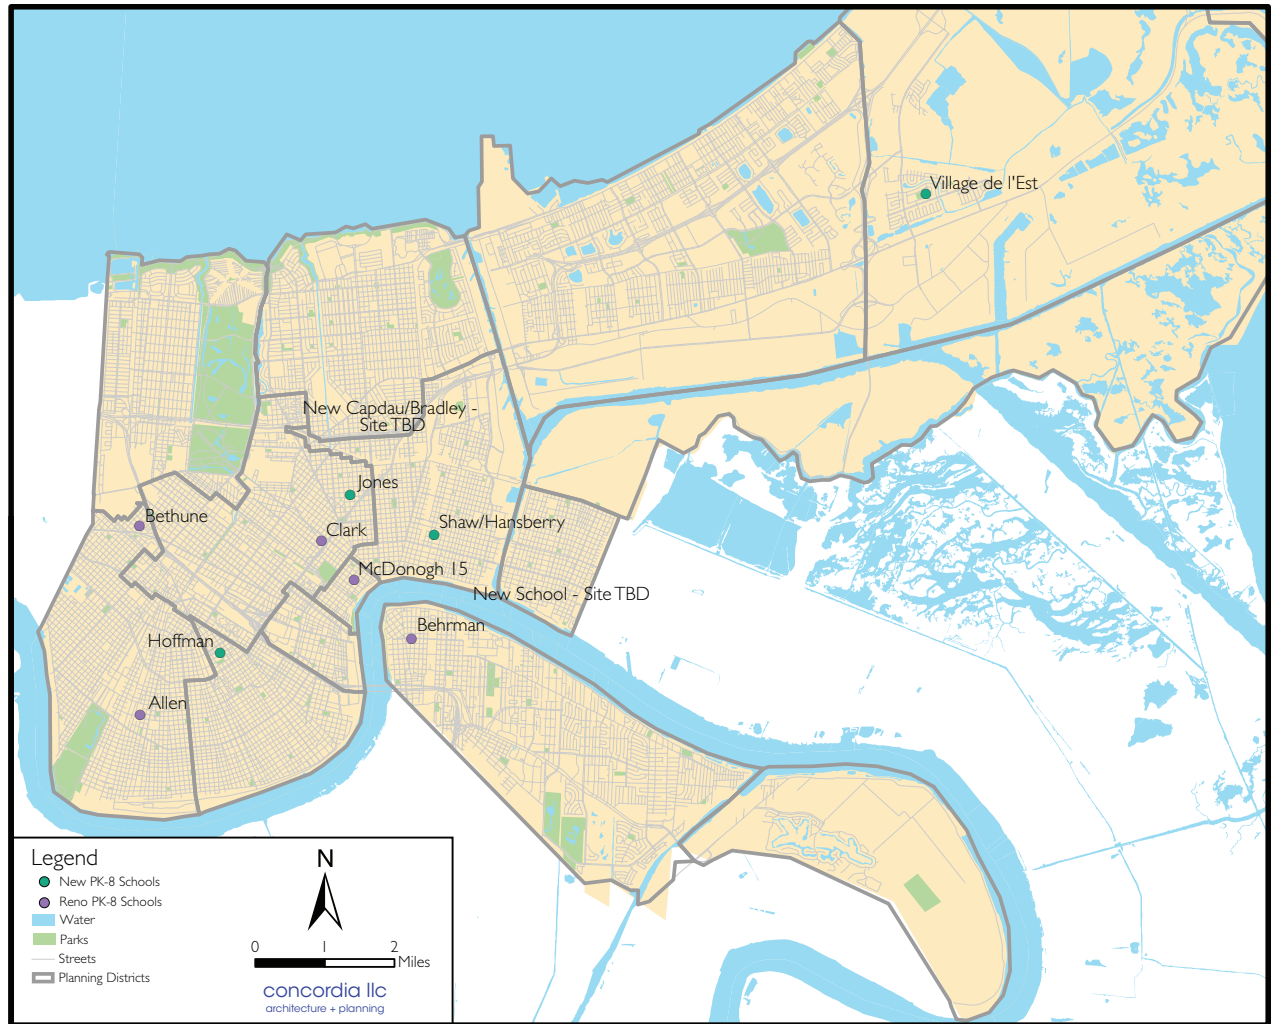 Village de l'Est
New Capdau/Bradley -
Site TBD
Jones
Bethune
Shaw/Hansberry
Clark
McDonogh 15
New School - Site TBD
Behrman
Hoffman
Allen
Legend
New PK-8 Schools
Reno PK-8 Schools
Water
Parks
Streets
Planning Districts
N
0 1 2
Miles
concordia llc
architecture + planning